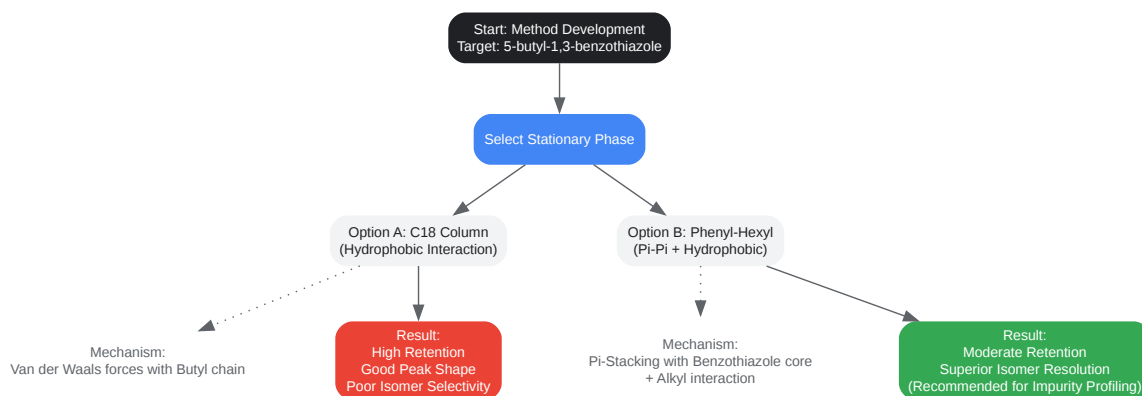 Start: Method Development
Target: 5-butyl-1,3-benzothiazole
Select Stationary Phase
Option A: C18 Column
(Hydrophobic Interaction)
Option B: Phenyl-Hexyl
(Pi-Pi + Hydrophobic)
Mechanism:
Van der Waals forces with Butyl chain
Result:
High Retention
Good Peak Shape
Poor Isomer Selectivity
Mechanism:
Pi-Stacking with Benzothiazole core
+ Alkyl interaction
Result:
Moderate Retention
Superior Isomer Resolution
(Recommended for Impurity Profiling)